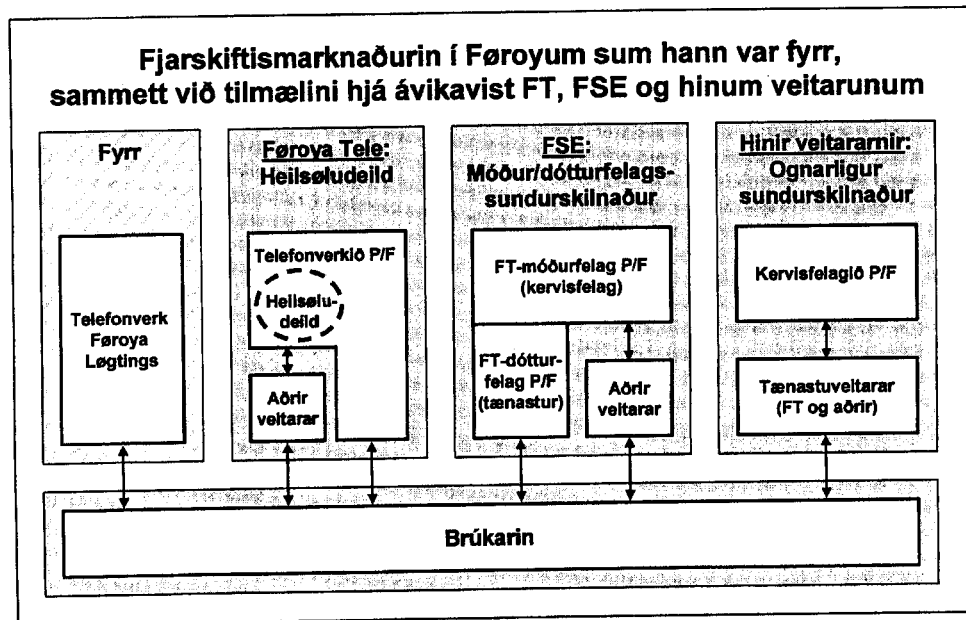 Fjarskiftismarknaðurin í Føroyum sum hann var fyrr,
sammett við tilmælini hjá ávikavist FT, FSE og hinum veitarunum
Fyrr
Telefonverk
Føroya
Løgtings
Føroya Tele:
Heilsøludeild
Telefonverkið P/F
Heilsølu-
deild
Aðrir
veitarar
FSE:
Móður/dótturfelags-
sundurskilnaður
FT-móðurfelag P/F
(kervisfelag)
FT-dóttur-
felag P/F
(tænastur)
Aðrir
veitarar
Hinir veitararnir:
Ognarligur
sundurskilnaður
Kervisfelagið P/F
Tænastuveitarar
(FT og aðrir)
Brúkarin